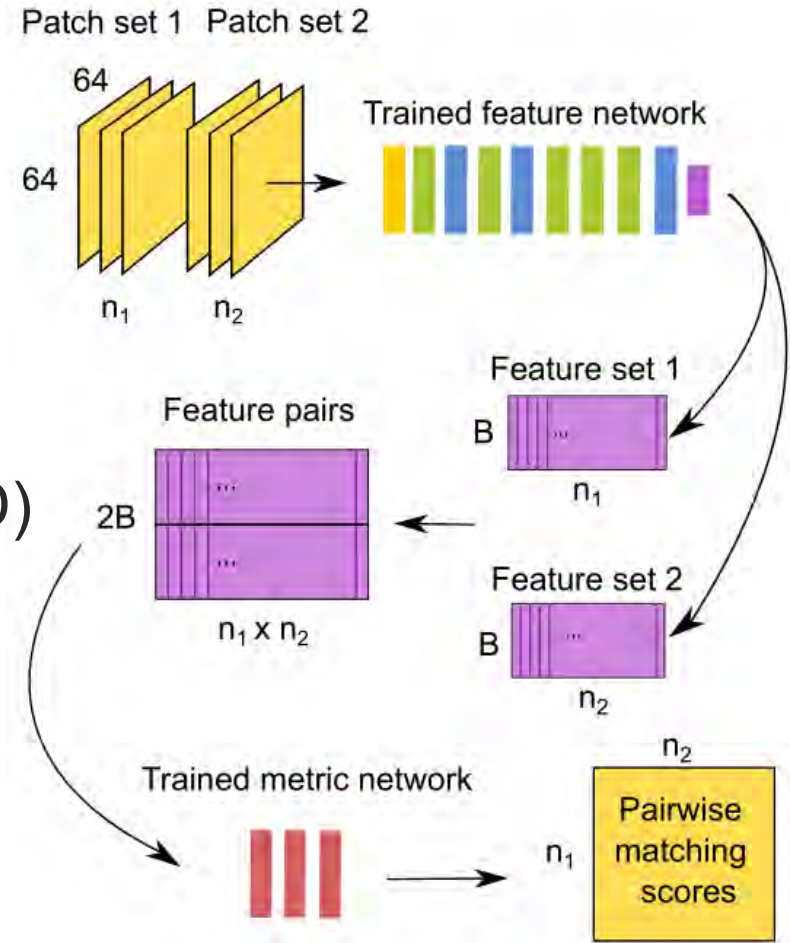 Patch set 1 Patch set 2
64
64
n₁ n₂
Trained feature network
Feature set 1
B
...
n₁
Feature pairs
2B
...
...
n₁ x n₂
)
Feature set 2
B
...
n₂
Trained metric network
n₂
n₁
Pairwise
matching
scores